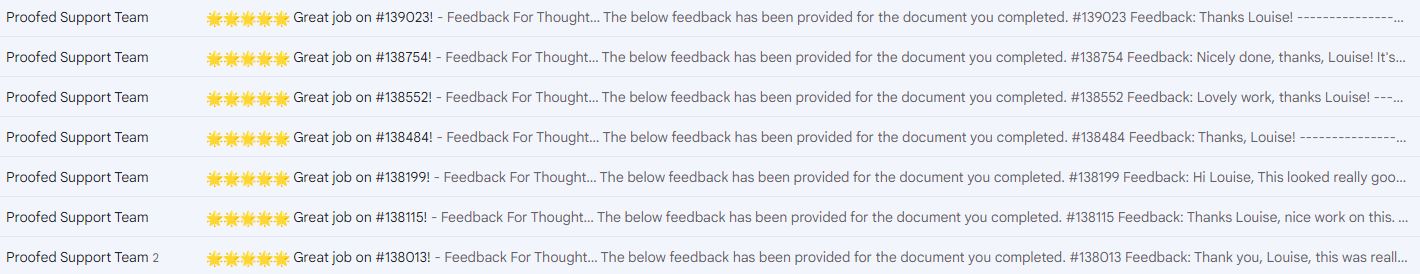 Proofed Support Team 🌟🌟🌟🌟🌟 Great job on #139023! - Feedback For Thought... The below feedback has been provided for the document you completed. #139023 Feedback: Thanks Louise! ---------------...
Proofed Support Team 🌟🌟🌟🌟🌟 Great job on #138754! - Feedback For Thought... The below feedback has been provided for the document you completed. #138754 Feedback: Nicely done, thanks, Louise! It's...
Proofed Support Team 🌟🌟🌟🌟🌟 Great job on #138552! - Feedback For Thought... The below feedback has been provided for the document you completed. #138552 Feedback: Lovely work, thanks Louise! ---...
Proofed Support Team 🌟🌟🌟🌟🌟 Great job on #138484! - Feedback For Thought... The below feedback has been provided for the document you completed. #138484 Feedback: Thanks, Louise! ---------------...
Proofed Support Team 🌟🌟🌟🌟🌟 Great job on #138199! - Feedback For Thought... The below feedback has been provided for the document you completed. #138199 Feedback: Hi Louise, This looked really goo...
Proofed Support Team 🌟🌟🌟🌟🌟 Great job on #138115! - Feedback For Thought... The below feedback has been provided for the document you completed. #138115 Feedback: Thanks Louise, nice work on this. ...
Proofed Support Team 2 🌟🌟🌟🌟🌟 Great job on #138013! - Feedback For Thought... The below feedback has been provided for the document you completed. #138013 Feedback: Thank you, Louise, this was reall...